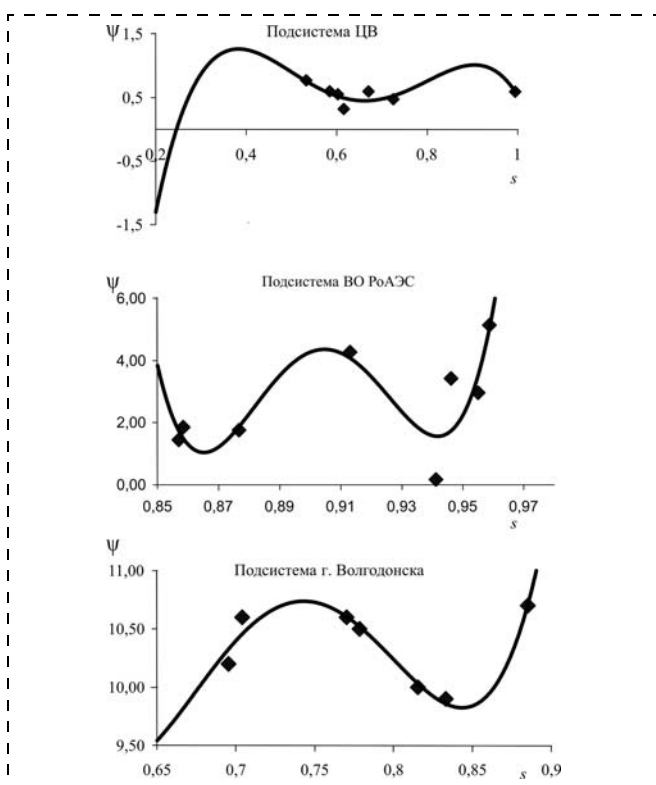 Подсистема ЦВ
ψ
1,5
0,5
-0,5
-1,5
0,2 0,4 0,6 0,8 1
s
Подсистема ВО РоАЭС
ψ
6,00
4,00
2,00
0,00
0,85 0,87 0,89 0,91 0,93 0,95 0,97
s
ψ
Подсистема г. Волгодонска
11,00
10,50
10,00
9,50
0,65 0,7 0,75 0,8 0,85 s 0,9